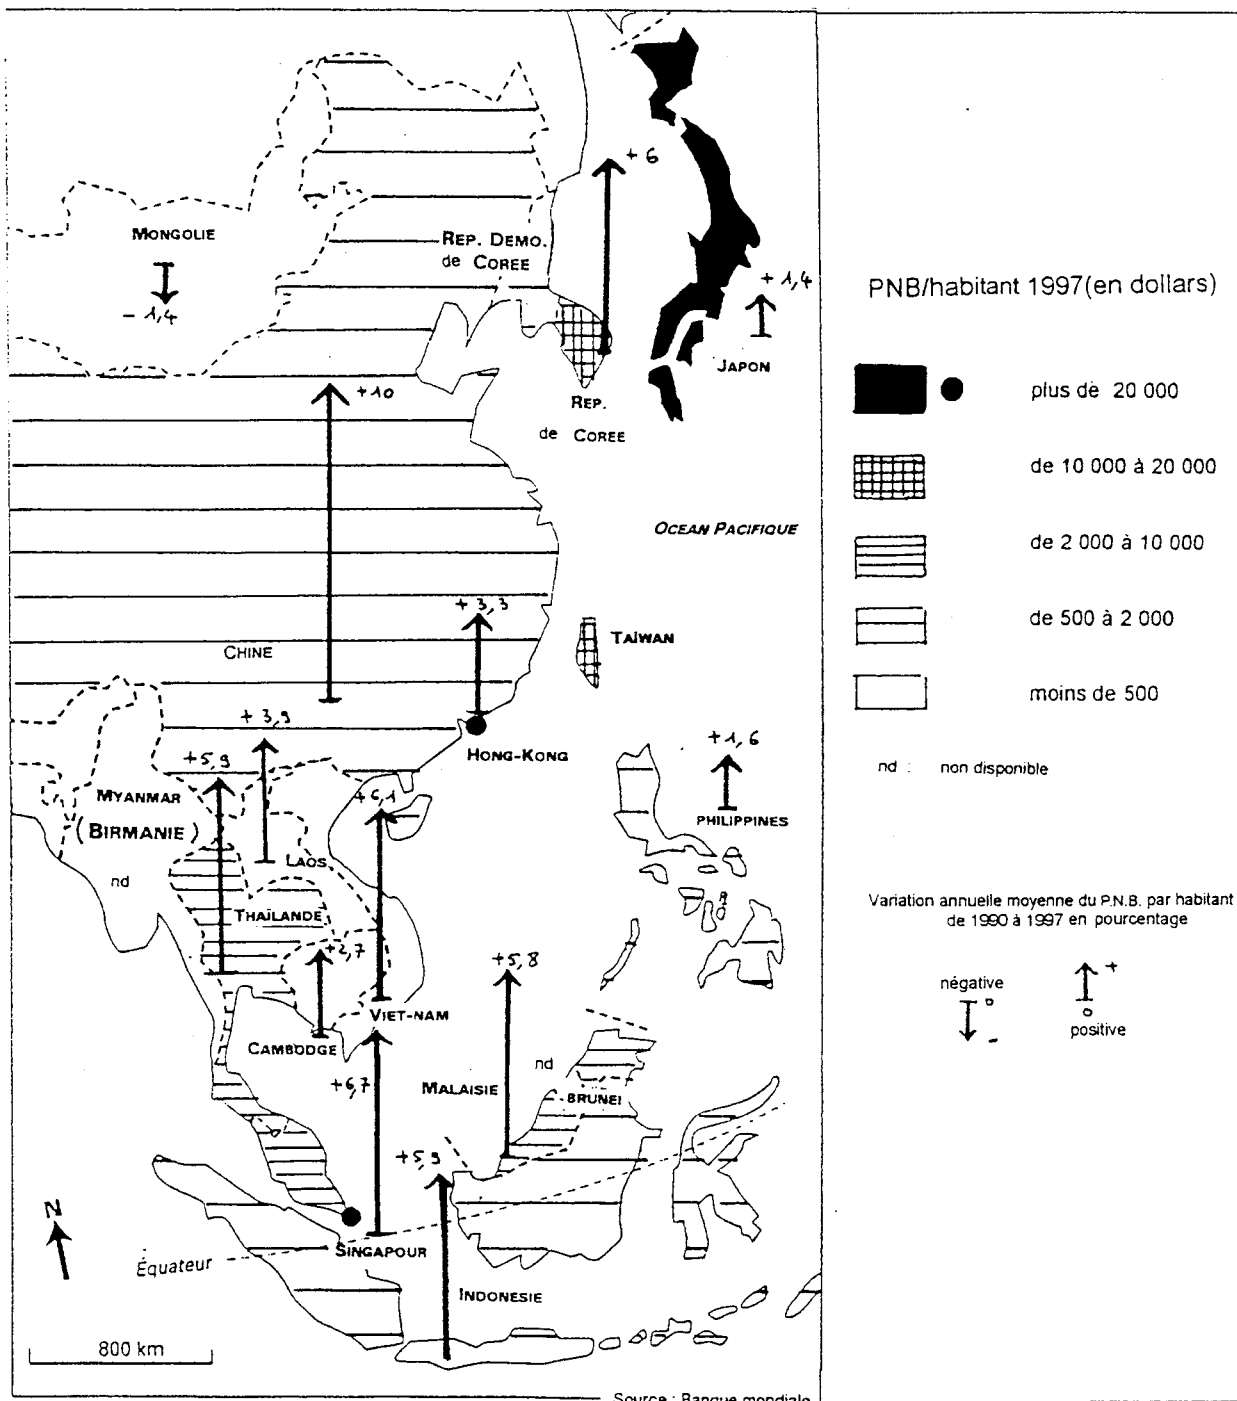 + 6
MONGOLIE
REP. DEMO.
de COREE
+ 1,4
- 1,4
JAPON
+10
REP.
de COREE
OCEAN PACIFIQUE
+ 3,3
TAÏWAN
CHINE
+ 3,9
HONG-KONG
+ 1,6
+5,9
MYANMAR
(BIRMANIE)
+6,1
PHILIPPINES
LAOS
nd
THAÏLANDE
+2,7
+5,8
VIET-NAM
CAMBODGE
nd
+6,7
MALAISIE
BRUNEI
+5,9
N
SINGAPOUR
Équateur
INDONESIE
800 km
Source : Banque mondiale
PNB/habitant 1997(en dollars)
plus de 20 000
de 10 000 à 20 000
de 2 000 à 10 000
de 500 à 2 000
moins de 500
nd : non disponible
Variation annuelle moyenne du P.N.B. par habitant
de 1990 à 1997 en pourcentage
négative
o
-
+
o
positive